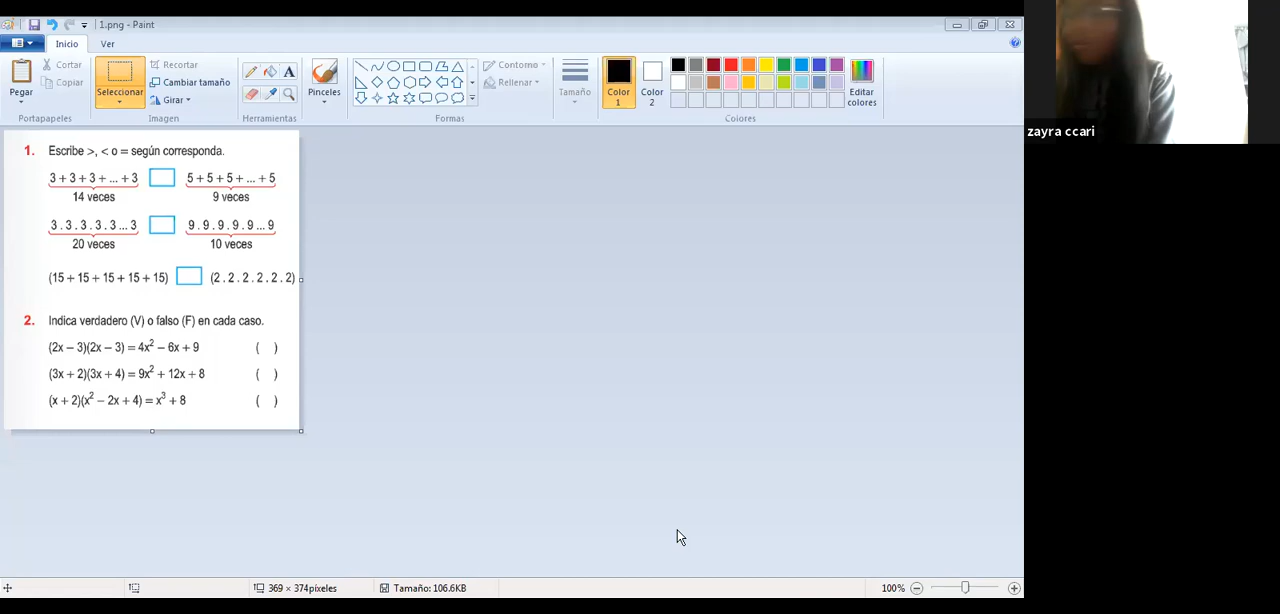 1.png - Paint
Inicio Ver
Pegar
Cortar
Copiar
Portapapeles
Seleccionar
Recortar
Cambiar tamaño
Girar
Imagen
A
Herramientas
Pinceles
Contorno
Rellenar
Formas
Tamaño
Color 1
Color 2
Editar colores
Colores
zayra ccari
1. Escribe >, < o = según corresponda.
3 + 3 + 3 + ... + 3 5 + 5 + 5 + ... + 5
14 veces 9 veces
3 . 3 . 3 . 3 . 3 ... 3 9 . 9 . 9 . 9 . 9 ... 9
20 veces 10 veces
(15 + 15 + 15 + 15 + 15) (2 . 2 . 2 . 2 . 2 . 2)
2. Indica verdadero (V) o falso (F) en cada caso.
(2x – 3)(2x – 3) = 4x² – 6x + 9 ( )
(3x + 2)(3x + 4) = 9x² + 12x + 8 ( )
(x + 2)(x² – 2x + 4) = x³ + 8 ( )
369 × 374píxeles Tamaño: 106.6KB 100%